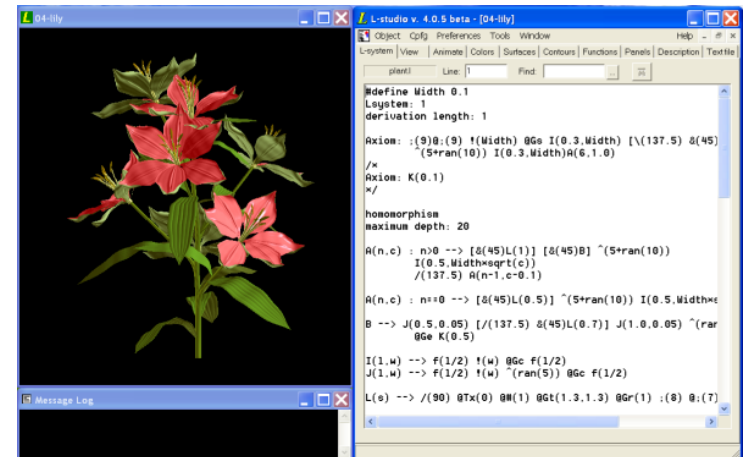 04-lily
L-studio v. 4.0.5 beta - [04-lily]
Object Cpfg Preferences Tools Window Help
L-system View Animate Colors Surfaces Contours Functions Panels Description Textfile
plant.l Line: 1 Find: ...
#define Width 0.1
Lsystem: 1
derivation length: 1
Axiom: ;(9)@;(9) !(Width) @Gs I(0.3,Width) [\(137.5) &(45)
^(5+ran(10)) I(0.3,Width)A(6,1.0)
/*
Axiom: K(0.1)
*/
homomorphism
maximum depth: 20
A(n,c) : n>0 --> [&(45)L(1)] [&(45)B] ^(5+ran(10))
I(0.5,Width*sqrt(c))
/(137.5) A(n-1,c-0.1)
A(n,c) : n==0 --> [&(45)L(0.5)] ^(5+ran(10)) I(0.5,Width*s
B --> J(0.5,0.05) [/(137.5) &(45)L(0.7)] J(1.0,0.05) ^(ran
@Ge K(0.5)
I(l,w) --> f(l/2) !(w) @Gc f(l/2)
J(l,w) --> f(l/2) !(w) ^(ran(5)) @Gc f(l/2)
L(s) --> /(90) @Tx(0) @#(1) @Gt(1.3,1.3) @Gr(1) ;(8) @;(7)
Message Log